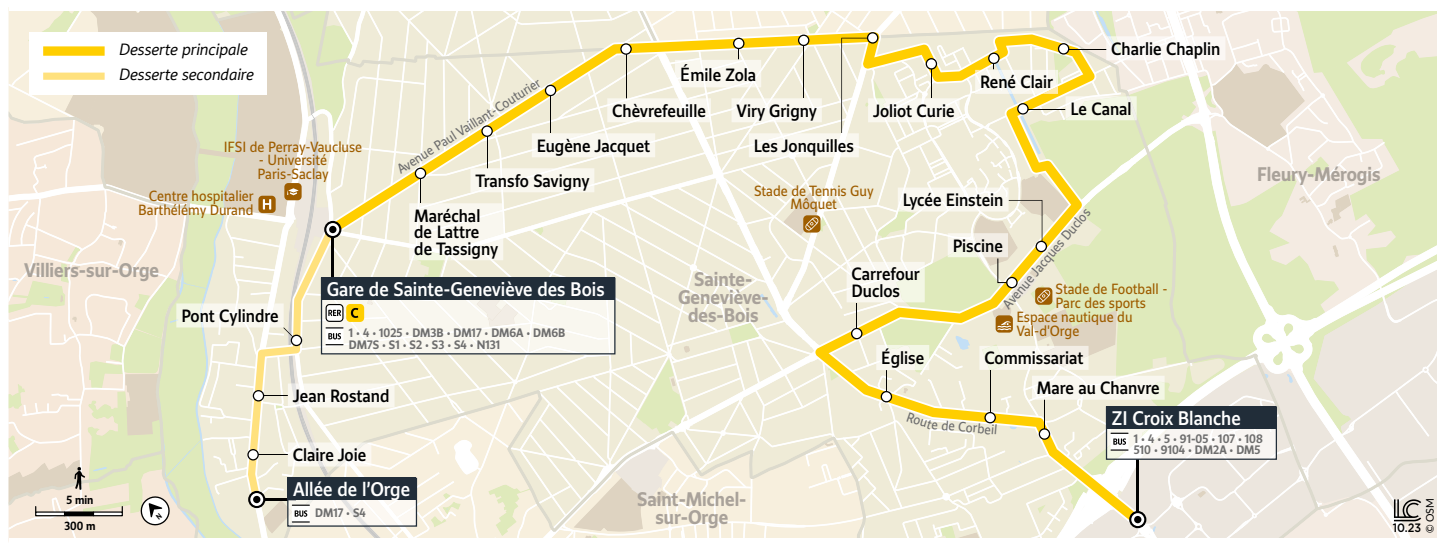 Desserte principale
Desserte secondaire
Charlie Chaplin
Émile Zola
René Clair
Chèvrefeuille
Viry Grigny
Joliot Curie
Le Canal
Avenue Paul Vaillant-Couturier
Eugène Jacquet
Les Jonquilles
IFSI de Perray-Vaucluse
- Université
Paris-Saclay
Centre hospitalier
Barthélémy Durand
H
Transfo Savigny
Stade de Tennis Guy
Môquet
Fleury-Mérogis
Maréchal
de Lattre
de Tassigny
Lycée Einstein
Piscine
Avenue Jacques Duclos
Villiers-sur-Orge
Gare de Sainte-Geneviève des Bois
RER C
BUS 1 • 4 • 1025 • DM3B • DM17 • DM6A • DM6B
DM7S • S1 • S2 • S3 • S4 • N131
Sainte-
Geneviève-
des-Bois
Carrefour
Duclos
Stade de Football -
Parc des sports
Espace nautique du
Val-d'Orge
Pont Cylindre
Église
Commissariat
Jean Rostand
Mare au Chanvre
Route de Corbeil
ZI Croix Blanche
BUS 1 • 4 • 5 • 91-05 • 107 • 108
510 • 9104 • DM2A • DM5
Claire Joie
Allée de l'Orge
BUS DM17 • S4
Saint-Michel-
sur-Orge
5 min
300 m
N
LC
10.23 © OSM